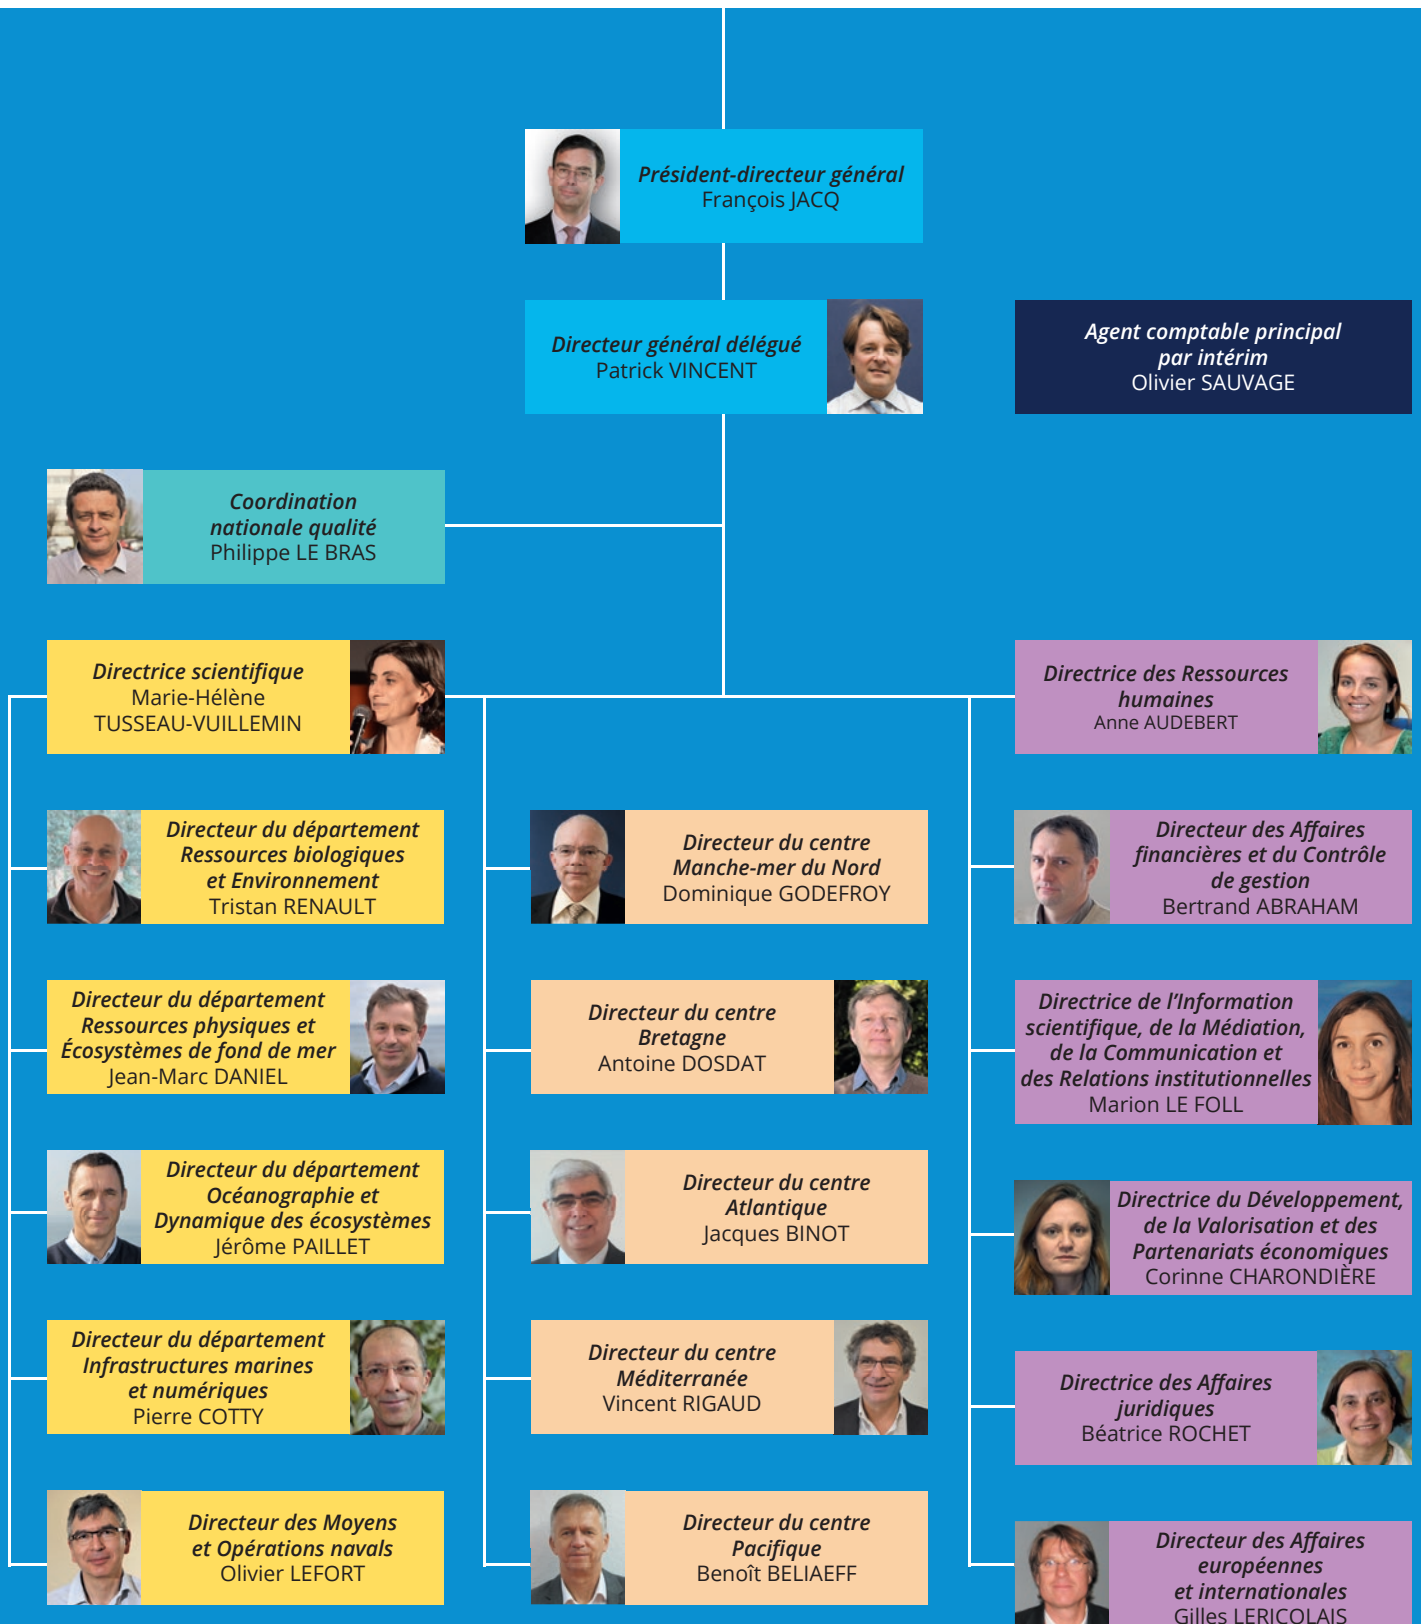 Président-directeur général
François JACQ
Directeur général délégué
Patrick VINCENT
Agent comptable principal
par intérim
Olivier SAUVAGE
Coordination
nationale qualité
Philippe LE BRAS
Directrice scientifique
Marie-Hélène
TUSSEAU-VUILLEMIN
Directeur du département
Ressources biologiques
et Environnement
Tristan RENAULT
Directeur du département
Ressources physiques et
Écosystèmes de fond de mer
Jean-Marc DANIEL
Directeur du département
Océanographie et
Dynamique des écosystèmes
Jérôme PAILLET
Directeur du département
Infrastructures marines
et numériques
Pierre COTTY
Directeur des Moyens
et Opérations navals
Olivier LEFORT
Directeur du centre
Manche-mer du Nord
Dominique GODEFROY
Directeur du centre
Bretagne
Antoine DOSDAT
Directeur du centre
Atlantique
Jacques BINOT
Directeur du centre
Méditerranée
Vincent RIGAUD
Directeur du centre
Pacifique
Benoît BELIAEFF
Directrice des Ressources
humaines
Anne AUDEBERT
Directeur des Affaires
financières et du Contrôle
de gestion
Bertrand ABRAHAM
Directrice de l'Information
scientifique, de la Médiation,
de la Communication et
des Relations institutionnelles
Marion LE FOLL
Directrice du Développement,
de la Valorisation et des
Partenariats économiques
Corinne CHARONDIÈRE
Directrice des Affaires
juridiques
Béatrice ROCHET
Directeur des Affaires
européennes
et internationales
Gilles LERICOLAIS